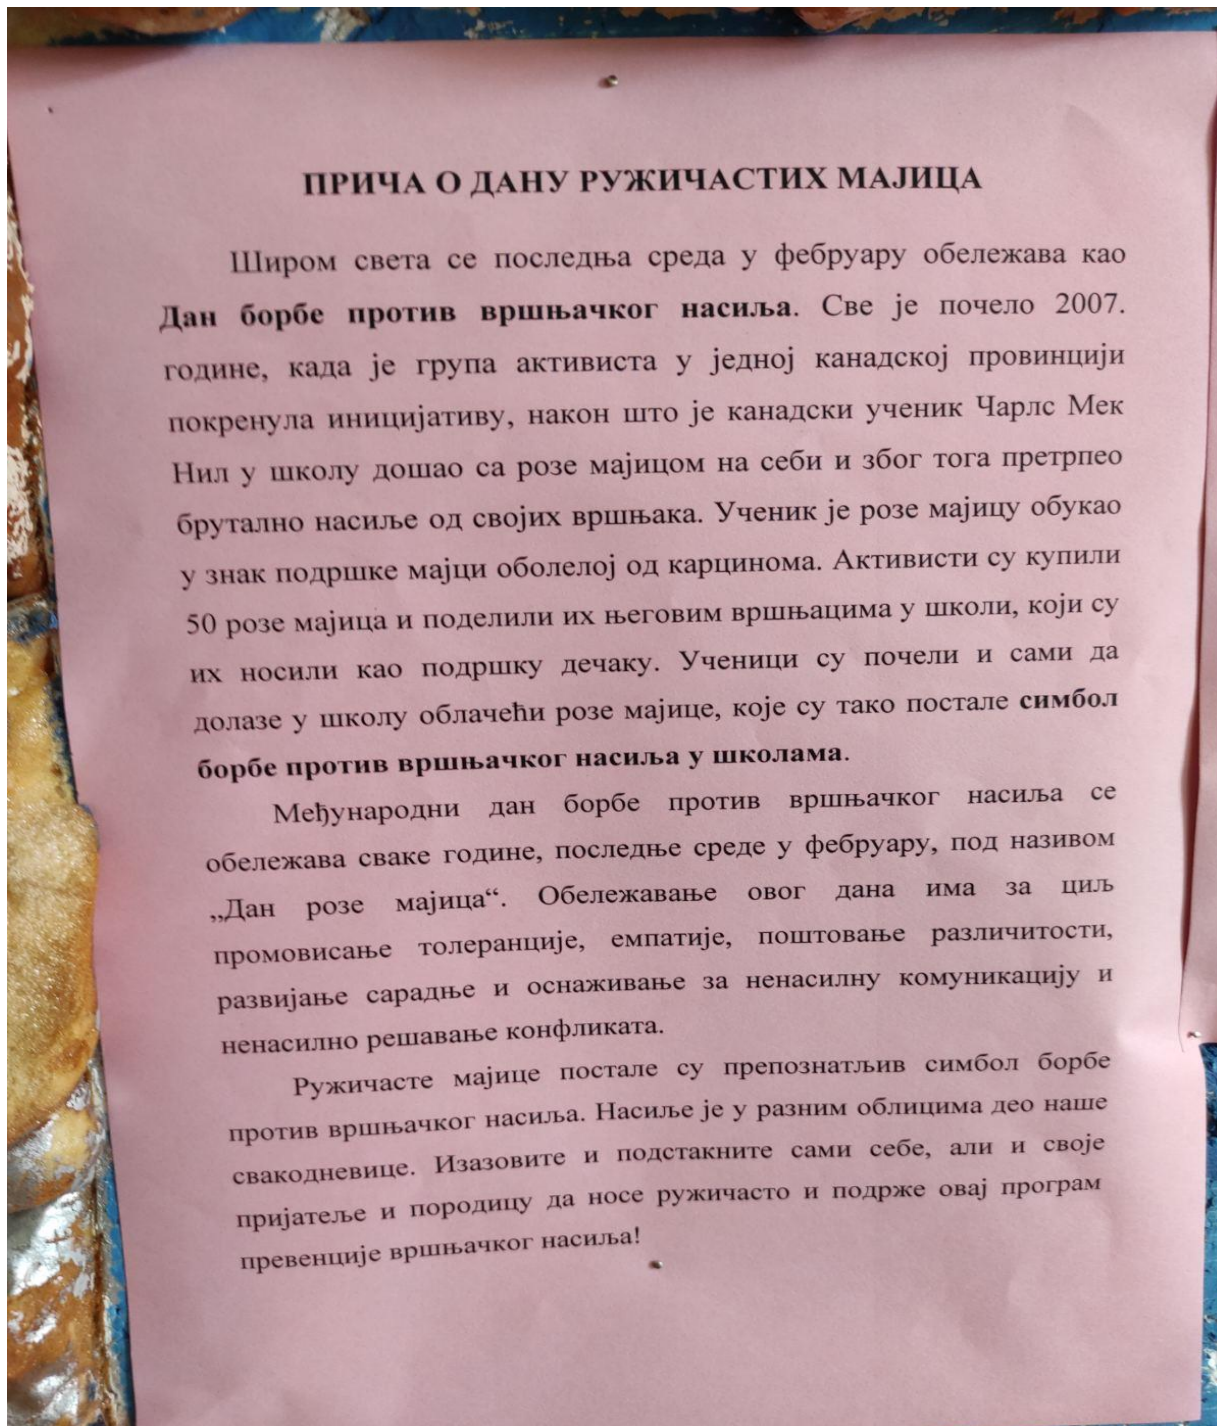 ПРИЧА О ДАНУ РУЖИЧАСТИХ МАЈИЦА
Широм света се последња среда у фебруару обележава као
Дан борбе против вршњачког насиља. Све је почело 2007.
године, када је група активиста у једној канадској провинцији
покренула иницијативу, након што је канадски ученик Чарлс Мек
Нил у школу дошао са розе мајицом на себи и због тога претрпео
брутално насиље од својих вршњака. Ученик је розе мајицу обукао
у знак подршке мајци оболелој од карцинома. Активисти су купили
50 розе мајица и поделили их његовим вршњацима у школи, који су
их носили као подршку дечаку. Ученици су почели и сами да
долазе у школу облачећи розе мајице, које су тако постале симбол
борбе против вршњачког насиља у школама.
Међународни дан борбе против вршњачког насиља се
обележава сваке године, последње среде у фебруару, под називом
„Дан розе мајица“. Обележавање овог дана има за циљ
промовисање толеранције, емпатије, поштовање различитости,
развијање сарадње и оснаживање за ненасилну комуникацију и
ненасилно решавање конфликата.
Ружичасте мајице постале су препознатљив симбол борбе
против вршњачког насиља. Насиље је у разним облицима део наше
свакодневице. Изазовите и подстакните сами себе, али и своје
пријатеље и породицу да носе ружичасто и подрже овај програм
превенције вршњачког насиља!